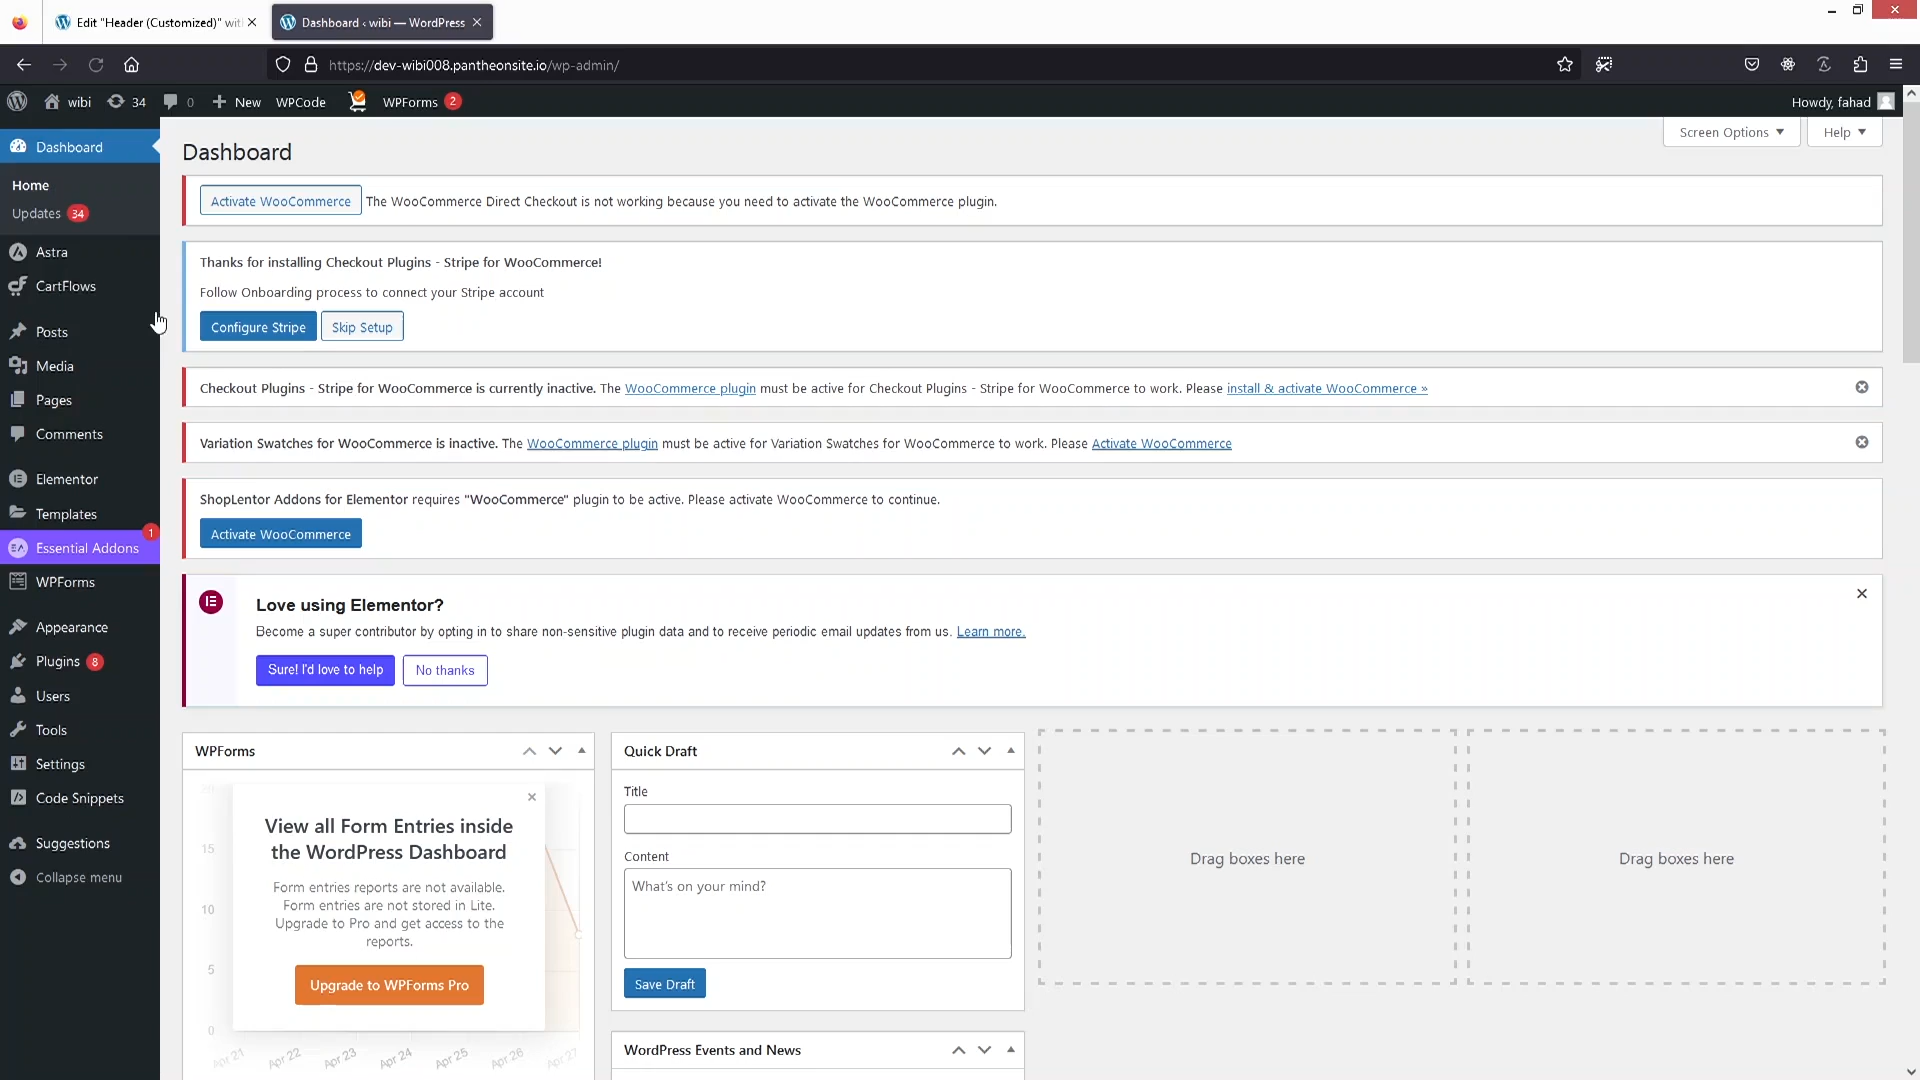 Edit "Header (Customized)" wit
Dashboard ‹ wibi — WordPress
https://dev-wibi008.pantheonsite.io/wp-admin/
wibi
34
0
New
WPCode
WPForms 2
Howdy, fahad
Screen Options
Help
Dashboard
Home
Updates 34
Astra
CartFlows
Posts
Media
Pages
Comments
Elementor
Templates
1
Essential Addons
WPForms
Appearance
Plugins 8
Users
Tools
Settings
Code Snippets
Suggestions
Collapse menu
Dashboard
Activate WooCommerce The WooCommerce Direct Checkout is not working because you need to activate the WooCommerce plugin.
Thanks for installing Checkout Plugins - Stripe for WooCommerce!
Follow Onboarding process to connect your Stripe account
Configure Stripe
Skip Setup
Checkout Plugins - Stripe for WooCommerce is currently inactive. The WooCommerce plugin must be active for Checkout Plugins - Stripe for WooCommerce to work. Please install & activate WooCommerce »
Variation Swatches for WooCommerce is inactive. The WooCommerce plugin must be active for Variation Swatches for WooCommerce to work. Please Activate WooCommerce
ShopLentor Addons for Elementor requires "WooCommerce" plugin to be active. Please activate WooCommerce to continue.
Activate WooCommerce
Love using Elementor?
Become a super contributor by opting in to share non-sensitive plugin data and to receive periodic email updates from us. Learn more.
Sure! I'd love to help
No thanks
WPForms
20
15
10
5
0
View all Form Entries inside
the WordPress Dashboard
Form entries reports are not available.
Form entries are not stored in Lite.
Upgrade to Pro and get access to the
reports.
Upgrade to WPForms Pro
Apr 21
Apr 22
Apr 23
Apr 24
Apr 25
Apr 26
Apr 27
Quick Draft
Title
Content
What's on your mind?
Save Draft
WordPress Events and News
Drag boxes here
Drag boxes here